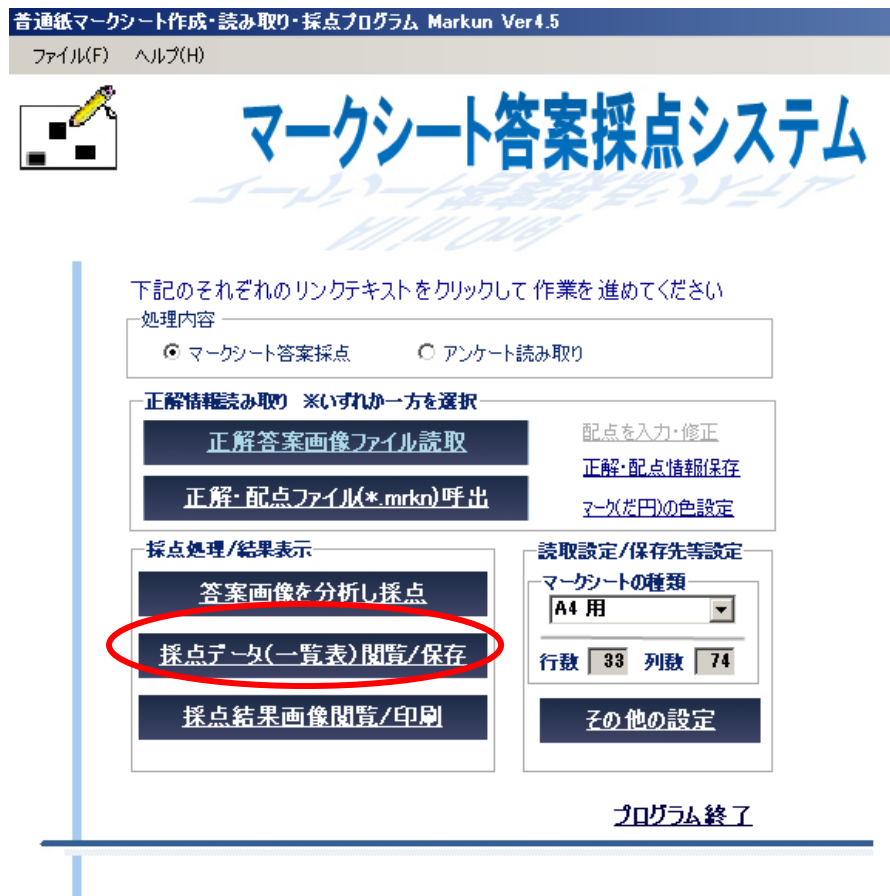 普通紙マークシート作成・読み取り・採点プログラム Markun Ver4.5
ファイル(F) ヘルプ(H)
マークシート答案採点システム
下記のそれぞれのリンクテキストをクリックして作業を進めてください
処理内容
マークシート答案採点 アンケート読み取り
正解情報読み取り ※いずれか一方を選択
正解答案画像ファイル読取
配点を入力・修正
正解・配点情報保存
正解・配点ファイル(*.mrkn)呼出
マーク(だ円)の色設定
採点処理/結果表示
答案画像を分析し採点
採点データ(一覧表)閲覧/保存
採点結果画像閲覧/印刷
読取設定/保存先等設定
マークシートの種類
A4 用
行数 33 列数 74
その他の設定
プログラム終了